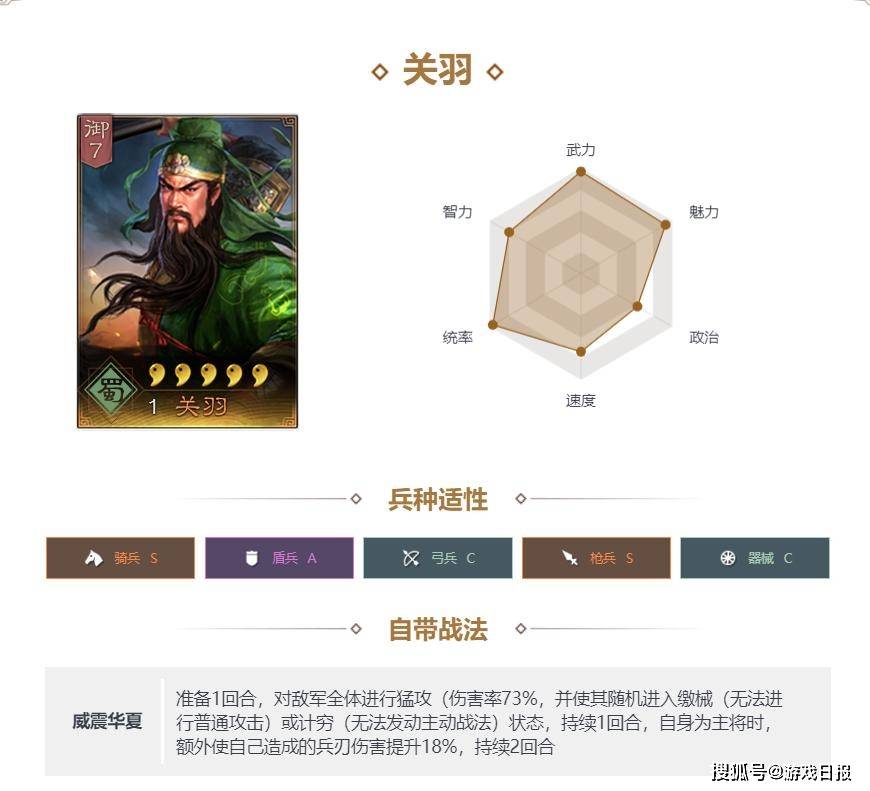 关羽
御
7
蜀
1 关羽
武力
智力
魅力
统率
政治
速度
兵种适性
骑兵 S
盾兵 A
弓兵 C
枪兵 S
器械 C
自带战法
威震华夏
准备1回合，对敌军全体进行猛攻（伤害率73%，并使其随机进入缴械（无法进
行普通攻击）或计穷（无法发动主动战法）状态，持续1回合，自身为主将时，
额外使自己造成的兵刃伤害提升18%，持续2回合
搜狐号@游戏日报